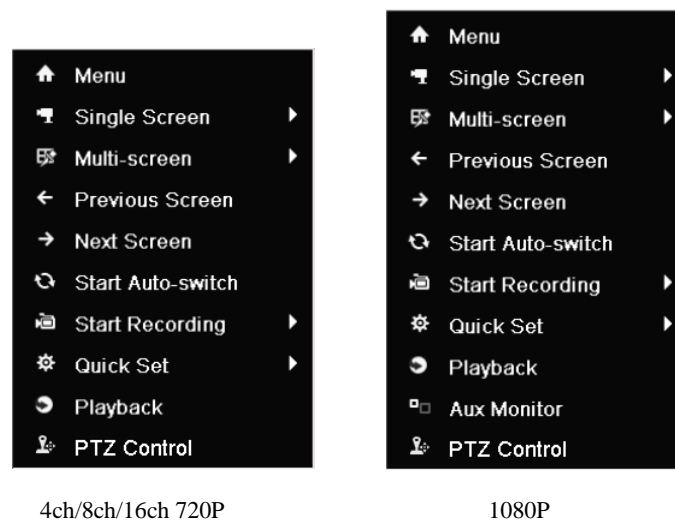 Menu
Single Screen
Multi-screen
Previous Screen
Next Screen
Start Auto-switch
Start Recording
Quick Set
Playback
PTZ Control
4ch/8ch/16ch 720P
Menu
Single Screen
Multi-screen
Previous Screen
Next Screen
Start Auto-switch
Start Recording
Quick Set
Playback
Aux Monitor
PTZ Control
1080P